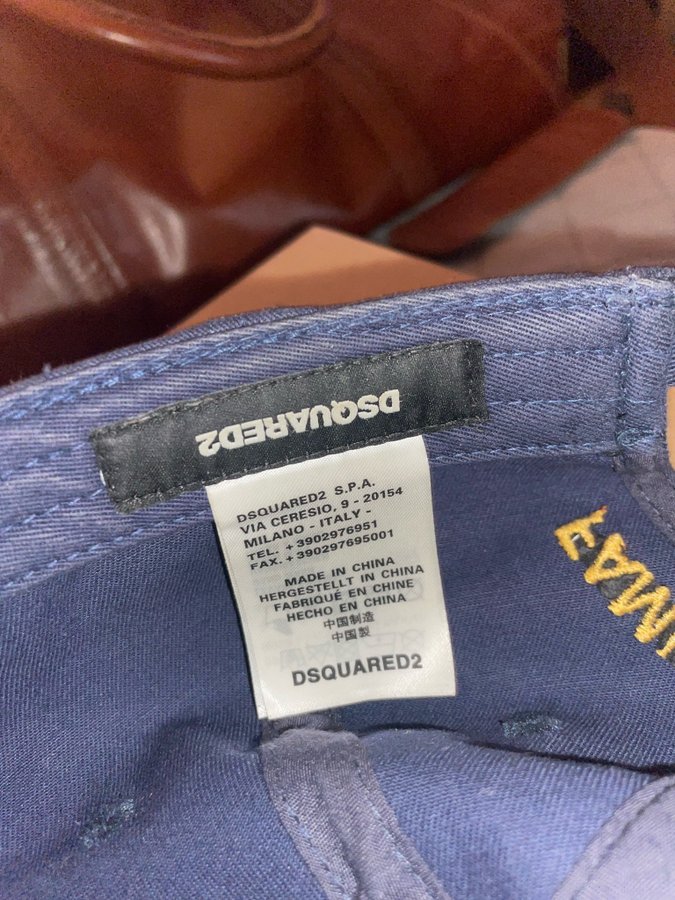 DSQUARED2
DSQUARED2 S.P.A.
VIA CERESIO, 9 - 20154
MILANO - ITALY -
TEL. +3902976951
FAX. +390297695001
MADE IN CHINA
HERGESTELLT IN CHINA
FABRIQUÉ EN CHINE
HECHO EN CHINA
中国制造
中国製
DSQUARED2